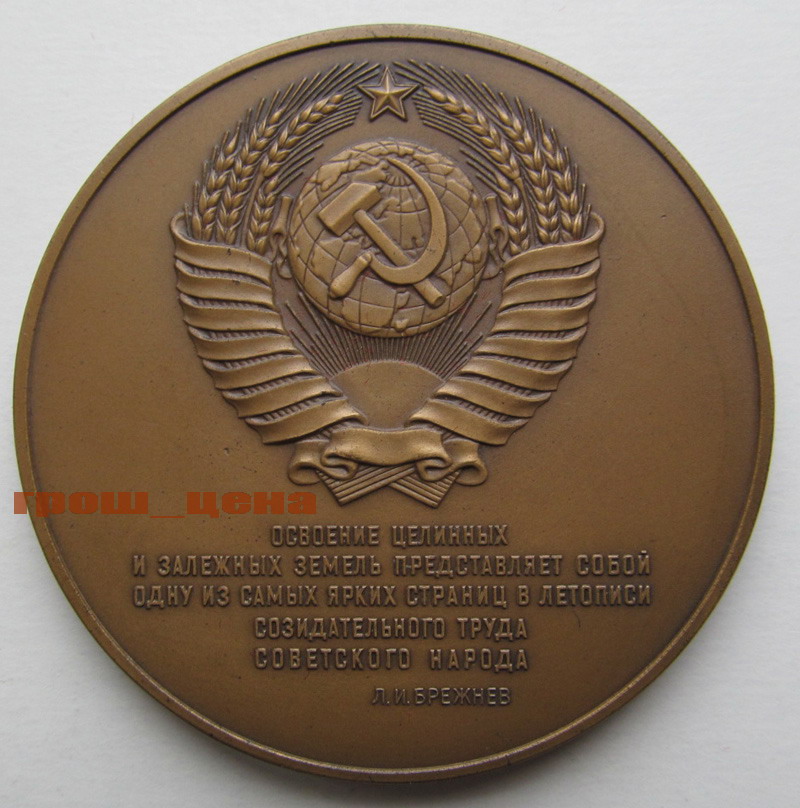 грош_цена
ОСВОЕНИЕ ЦЕЛИННЫХ
И ЗАЛЕЖНЫХ ЗЕМЕЛЬ ПРЕДСТАВЛЯЕТ СОБОЙ
ОДНУ ИЗ САМЫХ ЯРКИХ СТРАНИЦ В ЛЕТОПИСИ
СОЗИДАТЕЛЬНОГО ТРУДА
СОВЕТСКОГО НАРОДА
Л.И.БРЕЖНЕВ